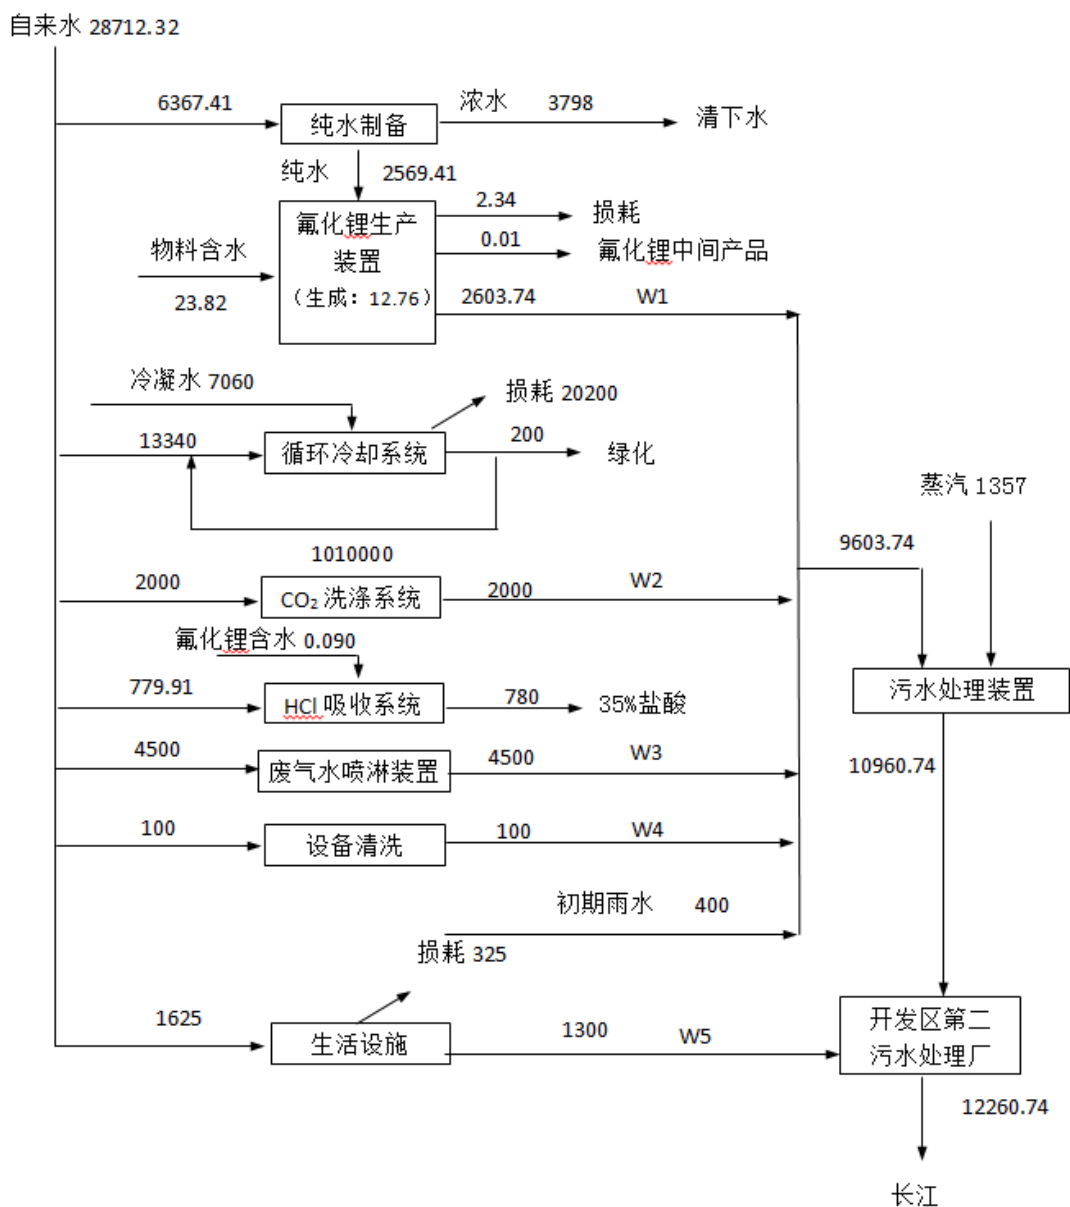 自来水 28712.32
6367.41
纯水制备
浓水 3798
清下水
纯水 2569.41
氟化锂生产
装置
（生成：12.76）
物料含水
23.82
2.34
损耗
0.01
氟化锂中间产品
2603.74 W1
冷凝水 7060
损耗 20200
13340
循环冷却系统
200
绿化
1010000
蒸汽 1357
9603.74
2000
CO₂ 洗涤系统
2000 W2
氟化锂含水 0.090
779.91
HCl 吸收系统
780
35%盐酸
污水处理装置
4500
废气水喷淋装置
4500 W3
10960.74
100
设备清洗
100 W4
初期雨水 400
损耗 325
1625
生活设施
1300 W5
开发区第二
污水处理厂
12260.74
长江